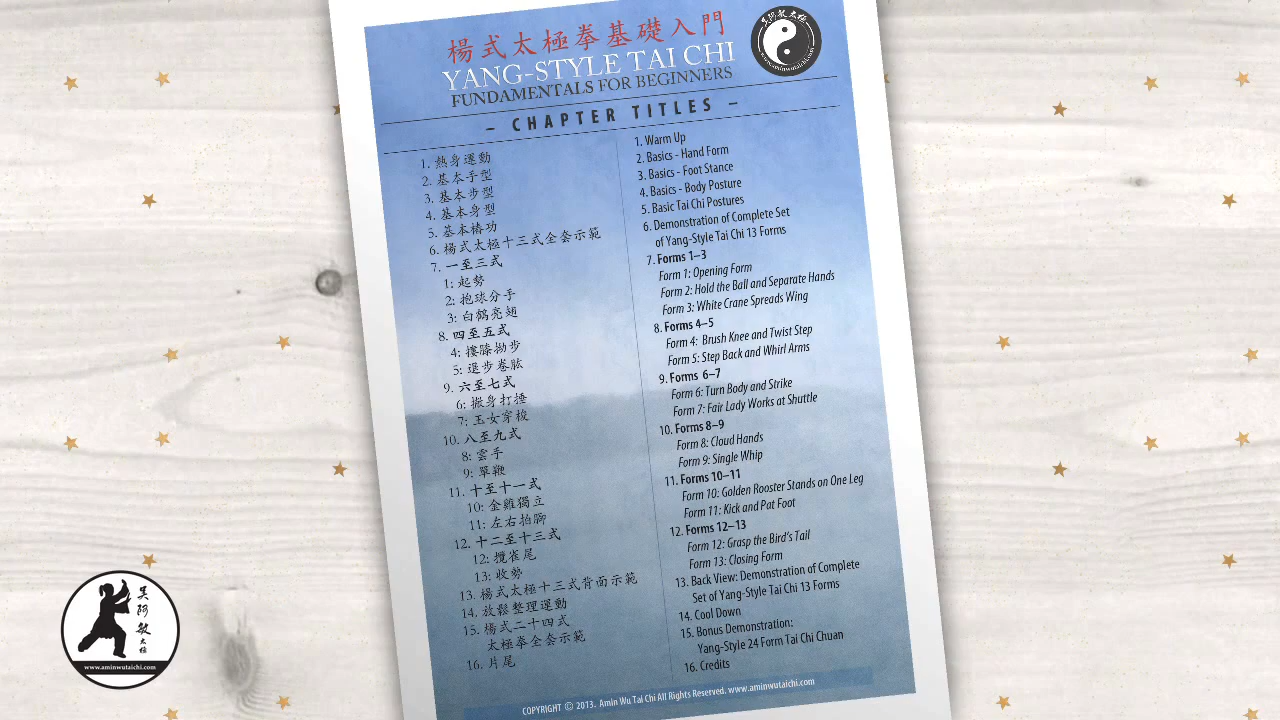 楊式太極拳基礎入門
YANG-STYLE TAI CHI
FUNDAMENTALS FOR BEGINNERS
吳阿敏太極
www.aminwutaichi.com
– CHAPTER TITLES –
1. 熱身運動
2. 基本手型
3. 基本步型
4. 基本身型
5. 基本樁功
6. 楊式太極十三式全套示範
7. 一至三式
1: 起勢
2: 抱球分手
3: 白鶴亮翅
8. 四至五式
4: 摟膝拗步
5: 退步卷肱
9. 六至七式
6: 撇身打捶
7: 玉女穿梭
10. 八至九式
8: 雲手
9: 單鞭
11. 十至十一式
10: 金雞獨立
11: 左右拍腳
12. 十二至十三式
12: 攬雀尾
13: 收勢
13. 楊式太極十三式背面示範
14. 放鬆整理運動
15. 楊式二十四式
太極拳全套示範
16. 片尾
1. Warm Up
2. Basics - Hand Form
3. Basics - Foot Stance
4. Basics - Body Posture
5. Basic Tai Chi Postures
6. Demonstration of Complete Set
of Yang-Style Tai Chi 13 Forms
7. Forms 1–3
Form 1: Opening Form
Form 2: Hold the Ball and Separate Hands
Form 3: White Crane Spreads Wing
8. Forms 4–5
Form 4: Brush Knee and Twist Step
Form 5: Step Back and Whirl Arms
9. Forms 6–7
Form 6: Turn Body and Strike
Form 7: Fair Lady Works at Shuttle
10. Forms 8–9
Form 8: Cloud Hands
Form 9: Single Whip
11. Forms 10–11
Form 10: Golden Rooster Stands on One Leg
Form 11: Kick and Pat Foot
12. Forms 12–13
Form 12: Grasp the Bird's Tail
Form 13: Closing Form
13. Back View: Demonstration of Complete
Set of Yang-Style Tai Chi 13 Forms
14. Cool Down
15. Bonus Demonstration:
Yang-Style 24 Form Tai Chi Chuan
16. Credits
COPYRIGHT © 2013. Amin Wu Tai Chi All Rights Reserved. www.aminwutaichi.com
吳阿敏太極
www.aminwutaichi.com